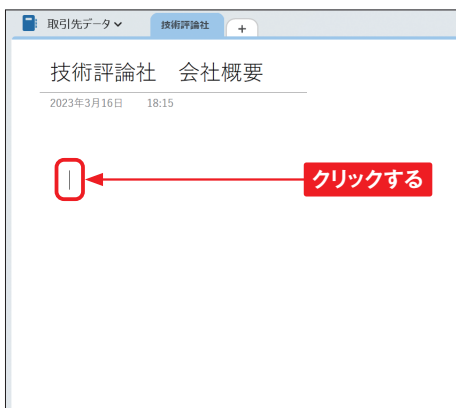 取引先データ 技術評論社 +
技術評論社　会社概要
2023年3月16日 18:15
クリックする